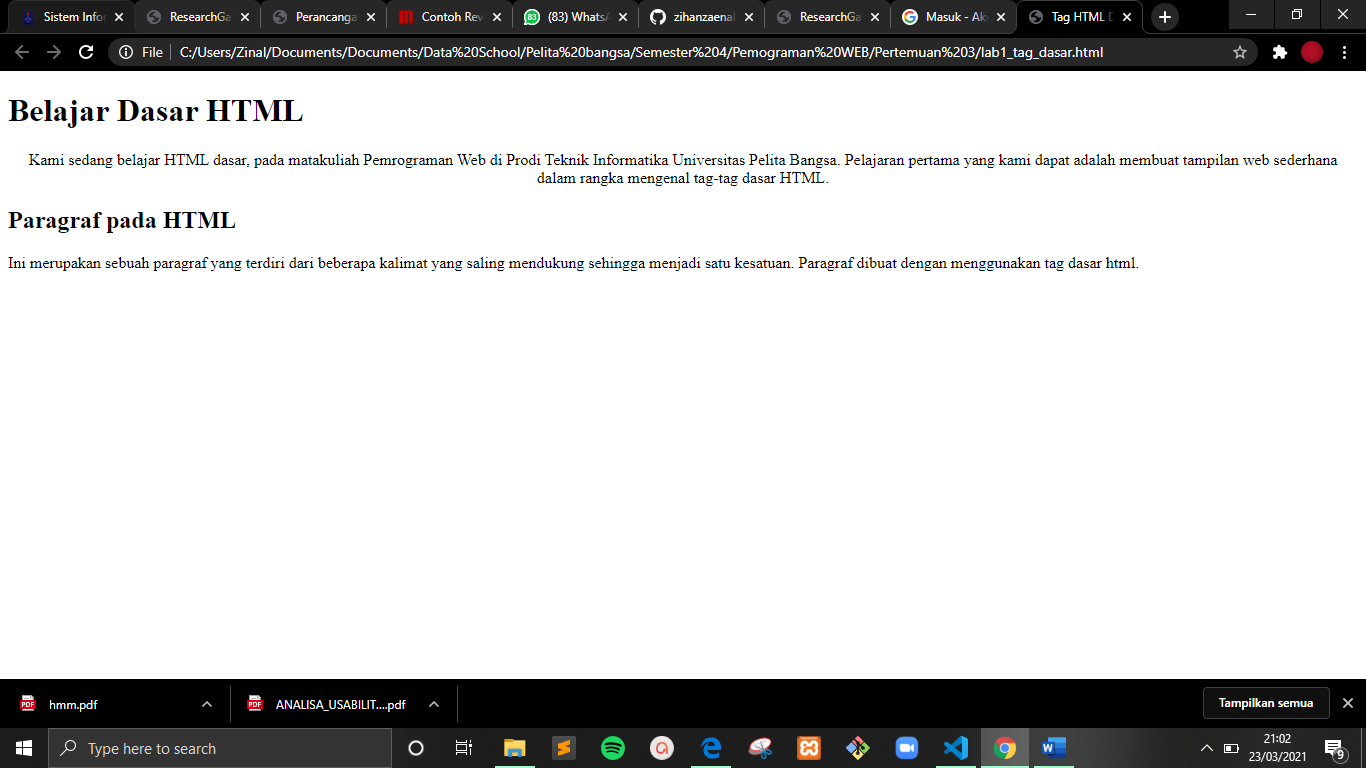 Sistem Infor
ResearchGa
Perancanga
Contoh Rev
(83) WhatsA
zihanzaenal
ResearchGa
Masuk - Ak
Tag HTML D
File
C:/Users/Zinal/Documents/Documents/Data%20School/Pelita%20bangsa/Semester%204/Pemograman%20WEB/Pertemuan%203/lab1_tag_dasar.html
Belajar Dasar HTML
Kami sedang belajar HTML dasar, pada matakuliah Pemrograman Web di Prodi Teknik Informatika Universitas Pelita Bangsa. Pelajaran pertama yang kami dapat adalah membuat tampilan web sederhana
dalam rangka mengenal tag-tag dasar HTML.
Paragraf pada HTML
Ini merupakan sebuah paragraf yang terdiri dari beberapa kalimat yang saling mendukung sehingga menjadi satu kesatuan. Paragraf dibuat dengan menggunakan tag dasar html.
hmm.pdf
ANALISA_USABILIT....pdf
Tampilkan semua
Type here to search
21:02
23/03/2021
9